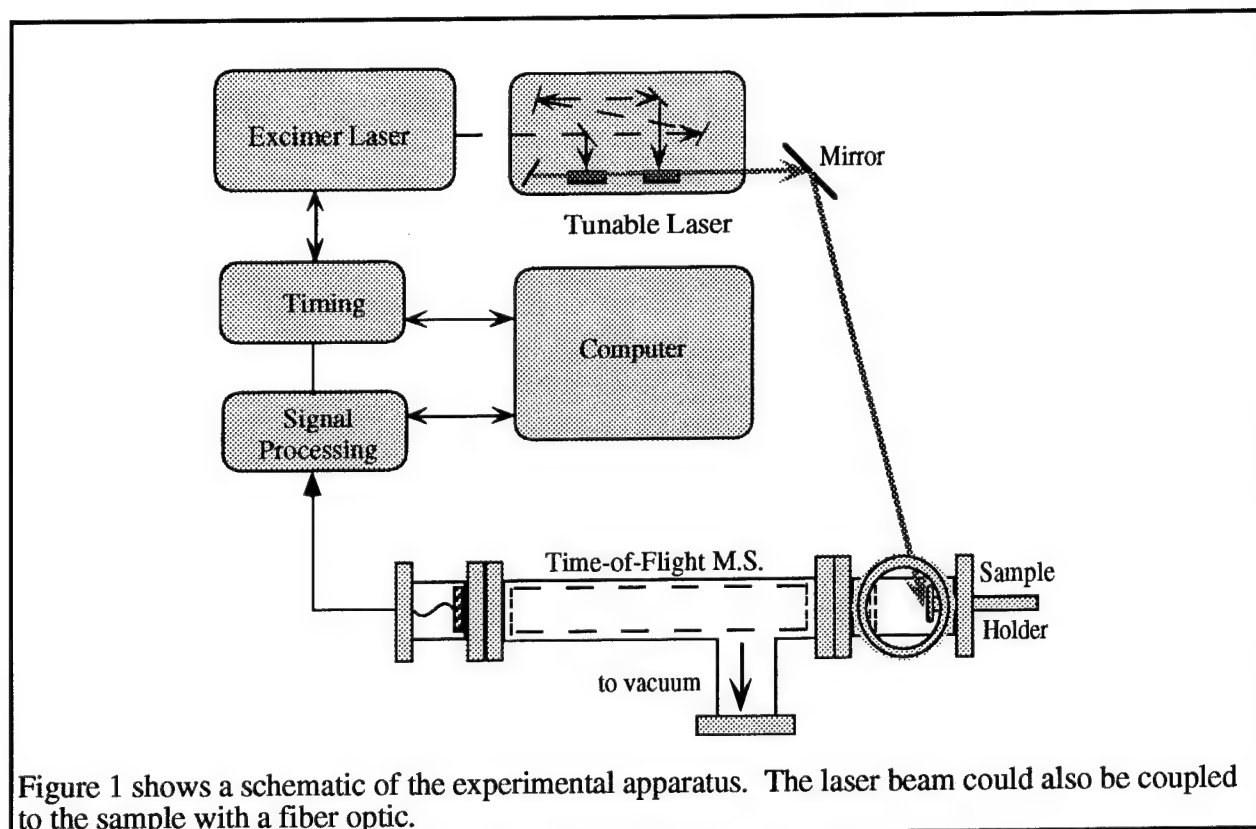 Excimer Laser
Mirror
Tunable Laser
Timing
Computer
Signal
Processing
Time-of-Flight M.S.
Sample
Holder
to vacuum
Figure 1 shows a schematic of the experimental apparatus. The laser beam could also be coupled
to the sample with a fiber optic.